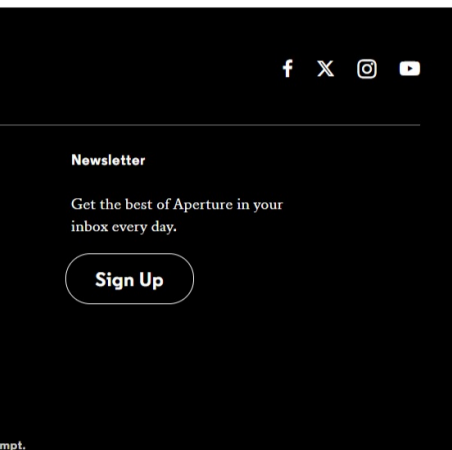 Newsletter
Get the best of Aperture in your
inbox every day.
Sign Up
mpt.